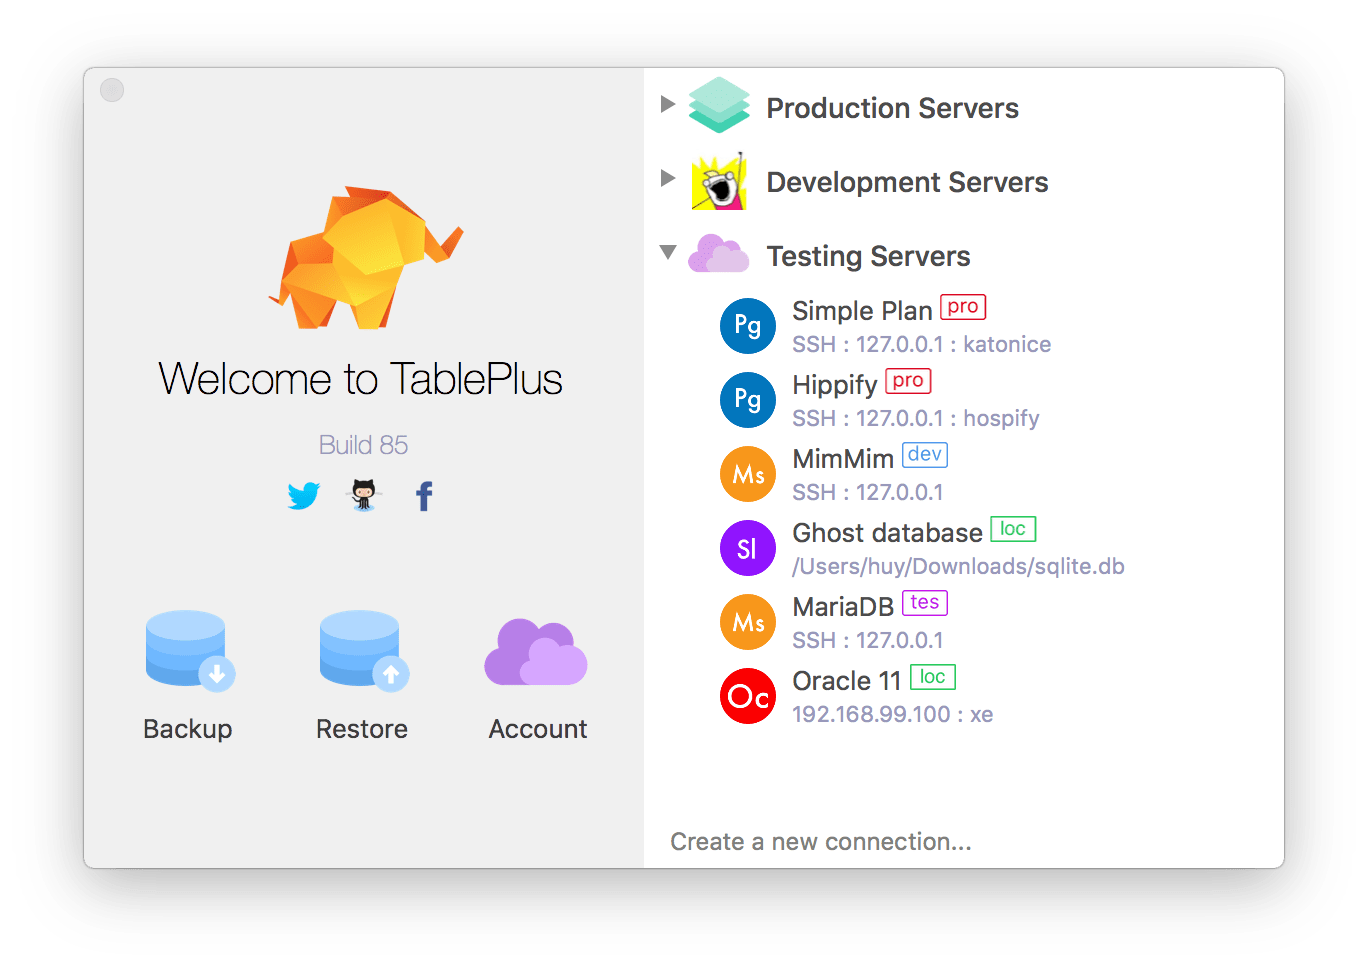 Welcome to TablePlus
Build 85
Backup
Restore
Account
Production Servers
Development Servers
Testing Servers
Pg
Simple Plan pro
SSH : 127.0.0.1 : katonice
Pg
Hippify pro
SSH : 127.0.0.1 : hospify
Ms
MimMim dev
SSH : 127.0.0.1
Sl
Ghost database loc
/Users/huy/Downloads/sqlite.db
Ms
MariaDB tes
SSH : 127.0.0.1
Oc
Oracle 11 loc
192.168.99.100 : xe
Create a new connection...